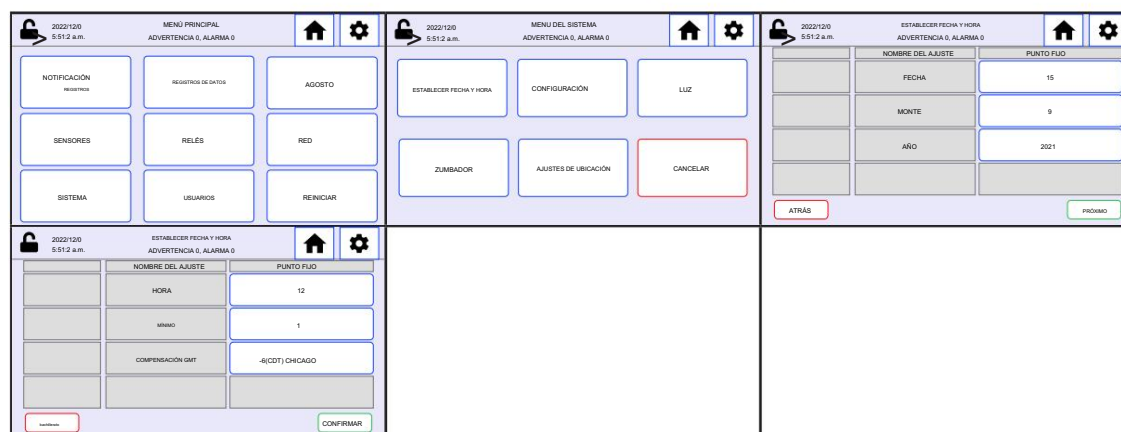 2022/12/0
5:51:2 a.m.
MENÚ PRINCIPAL
ADVERTENCIA 0, ALARMA 0
NOTIFICACIÓN
REGISTROS
REGISTROS DE DATOS
AGOSTO
SENSORES
RELÉS
RED
SISTEMA
USUARIOS
REINICIAR
2022/12/0
5:51:2 a.m.
MENU DEL SISTEMA
ADVERTENCIA 0, ALARMA 0
ESTABLECER FECHA Y HORA
CONFIGURACIÓN
LUZ
ZUMBADOR
AJUSTES DE UBICACIÓN
CANCELAR
2022/12/0
5:51:2 a.m.
ESTABLECER FECHA Y HORA
ADVERTENCIA 0, ALARMA 0
NOMBRE DEL AJUSTE
PUNTO FIJO
FECHA
15
MONTE
9
AÑO
2021
ATRÁS
PRÓXIMO
2022/12/0
5:51:2 a.m.
ESTABLECER FECHA Y HORA
ADVERTENCIA 0, ALARMA 0
NOMBRE DEL AJUSTE
PUNTO FIJO
HORA
12
MÍNIMO
1
COMPENSACIÓN GMT
-6(CDT) CHICAGO
CONFIRMAR